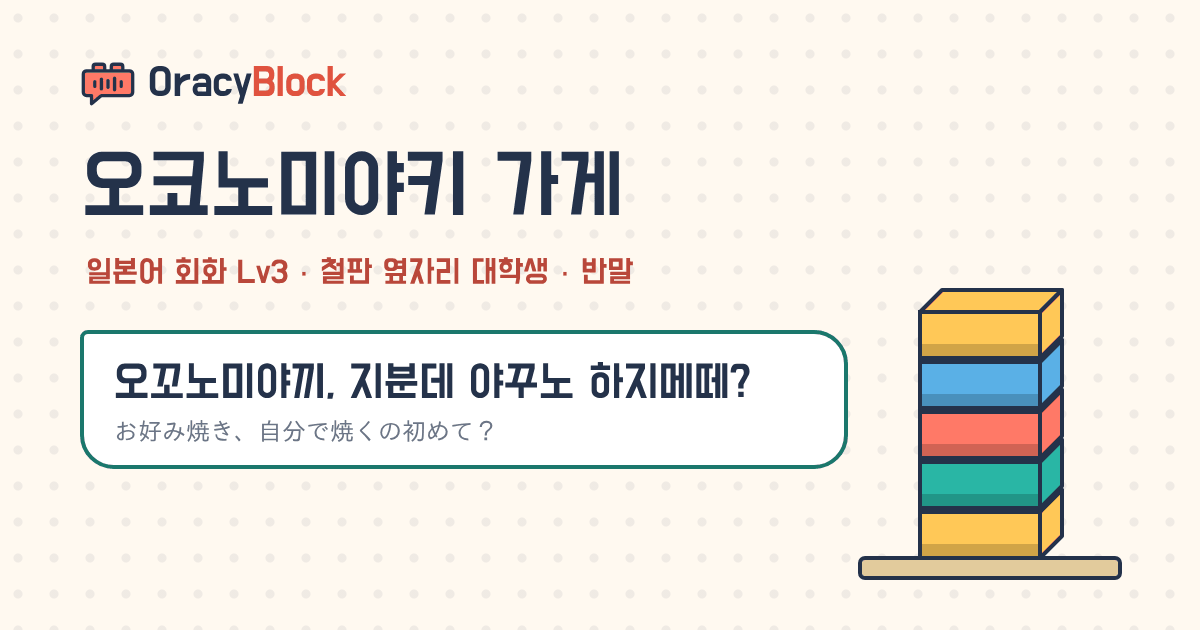 OracyBlock
오코노미야키 가게
일본어 회화 Lv3 · 철판 옆자리 대학생 · 반말
오꼬노미야끼, 지분데 야꾸노 하지메떼?
お好み焼き、自分で焼くの初めて？